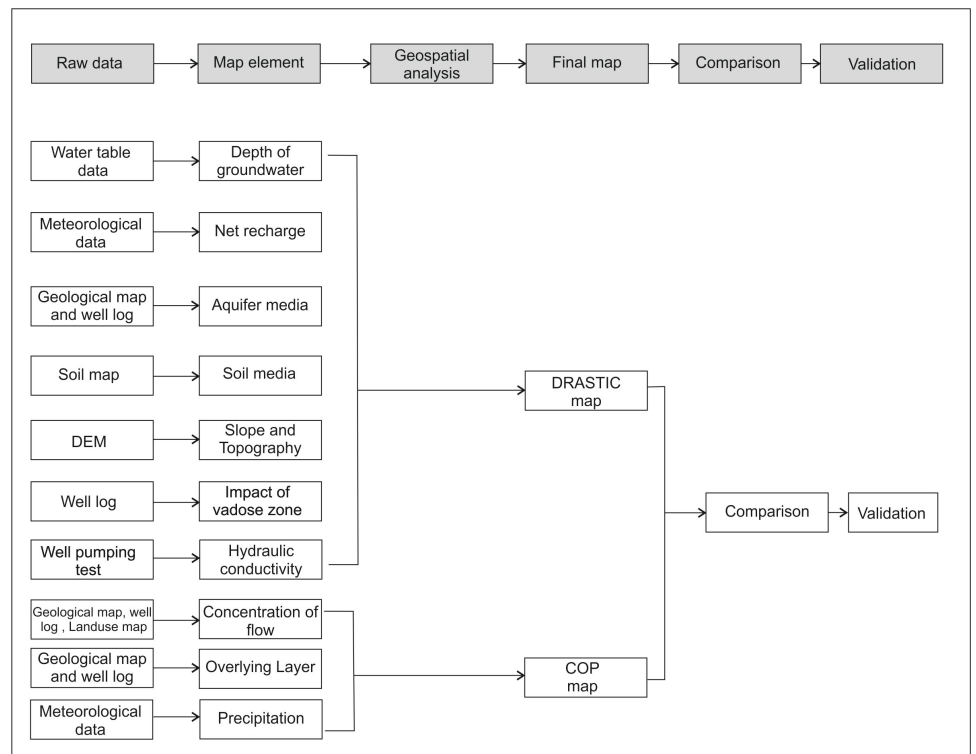 Raw data
Map element
Geospatial
analysis
Final map
Comparison
Validation
Water table
data
Depth of
groundwater
Meteorological
data
Net recharge
Geological map
and well log
Aquifer media
Soil map
Soil media
DEM
Slope and
Topography
Well log
Impact of
vadose zone
Well pumping
test
Hydraulic
conductivity
DRASTIC
map
Geological map, well
log , Landuse map
Concentration of
flow
Geological map
and well log
Overlying Layer
Meteorological
data
Precipitation
COP
map
Comparison
Validation